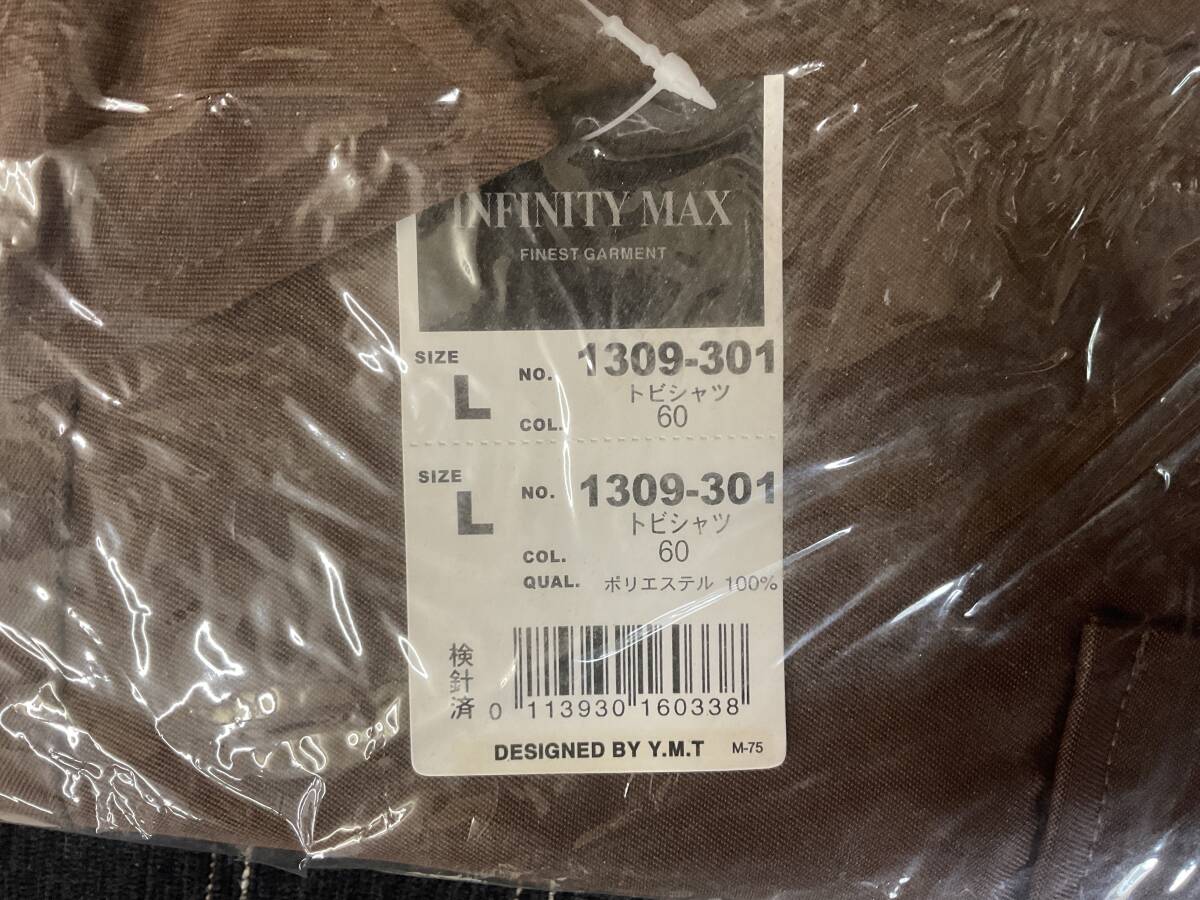 INFINITY MAX
FINEST GARMENT
SIZE L NO. 1309-301
トビシャツ
COL. 60
SIZE L NO. 1309-301
トビシャツ
COL. 60
QUAL. ポリエステル 100%
検針済
0 113930 160338
DESIGNED BY Y.M.T M-75